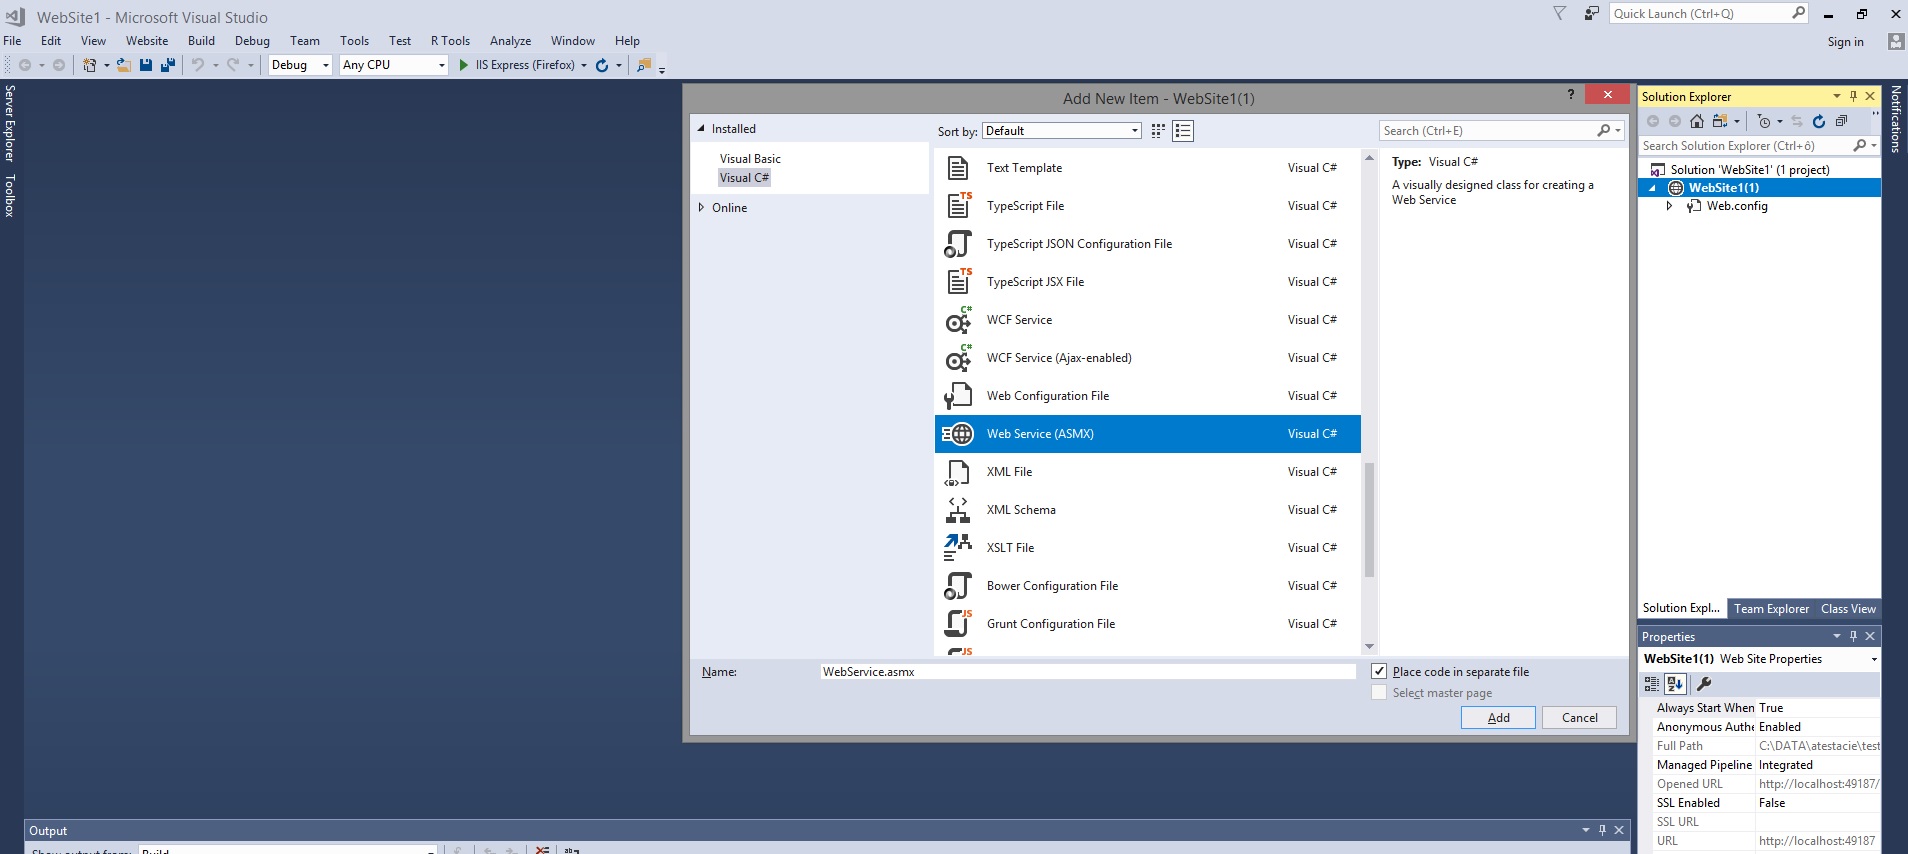 WebSite1 - Microsoft Visual Studio
Quick Launch (Ctrl+Q)
File Edit View Website Build Debug Team Tools Test R Tools Analyze Window Help
Sign in
Debug Any CPU IIS Express (Firefox)
Server Explorer
Toolbox
Add New Item - WebSite1(1)
?
Installed
Visual Basic
Visual C#
Online
Sort by: Default
Search (Ctrl+E)
Text Template Visual C#
TypeScript File Visual C#
TypeScript JSON Configuration File Visual C#
TypeScript JSX File Visual C#
WCF Service Visual C#
WCF Service (Ajax-enabled) Visual C#
Web Configuration File Visual C#
Web Service (ASMX) Visual C#
XML File Visual C#
XML Schema Visual C#
XSLT File Visual C#
Bower Configuration File Visual C#
Grunt Configuration File Visual C#
Type: Visual C#
A visually designed class for creating a
Web Service
Name: WebService.asmx
Place code in separate file
Select master page
Add Cancel
Solution Explorer
Search Solution Explorer (Ctrl+ô)
Solution 'WebSite1' (1 project)
WebSite1(1)
Web.config
Solution Expl... Team Explorer Class View
Properties
WebSite1(1) Web Site Properties
Always Start When True
Anonymous Authe Enabled
Full Path C:\DATA\atestacie\test
Managed Pipeline Integrated
Opened URL http://localhost:49187/
SSL Enabled False
SSL URL
URL http://localhost:49187
Notifications
Output
Show output from: Build